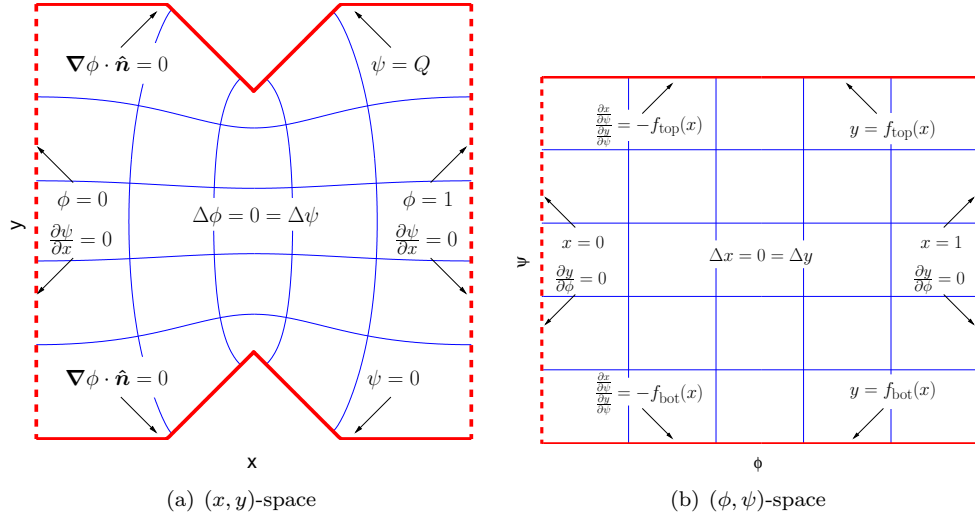 ∇ϕ · n̂ = 0
ψ = Q
ϕ = 0
∂ψ/∂x = 0
Δϕ = 0 = Δψ
ϕ = 1
∂ψ/∂x = 0
∇ϕ · n̂ = 0
ψ = 0
y
x
(a) (x, y)-space
∂x/∂ψ / ∂y/∂ψ = −f_top(x)
y = f_top(x)
x = 0
∂y/∂ϕ = 0
Δx = 0 = Δy
x = 1
∂y/∂ϕ = 0
∂x/∂ψ / ∂y/∂ψ = −f_bot(x)
y = f_bot(x)
ψ
ϕ
(b) (ϕ, ψ)-space